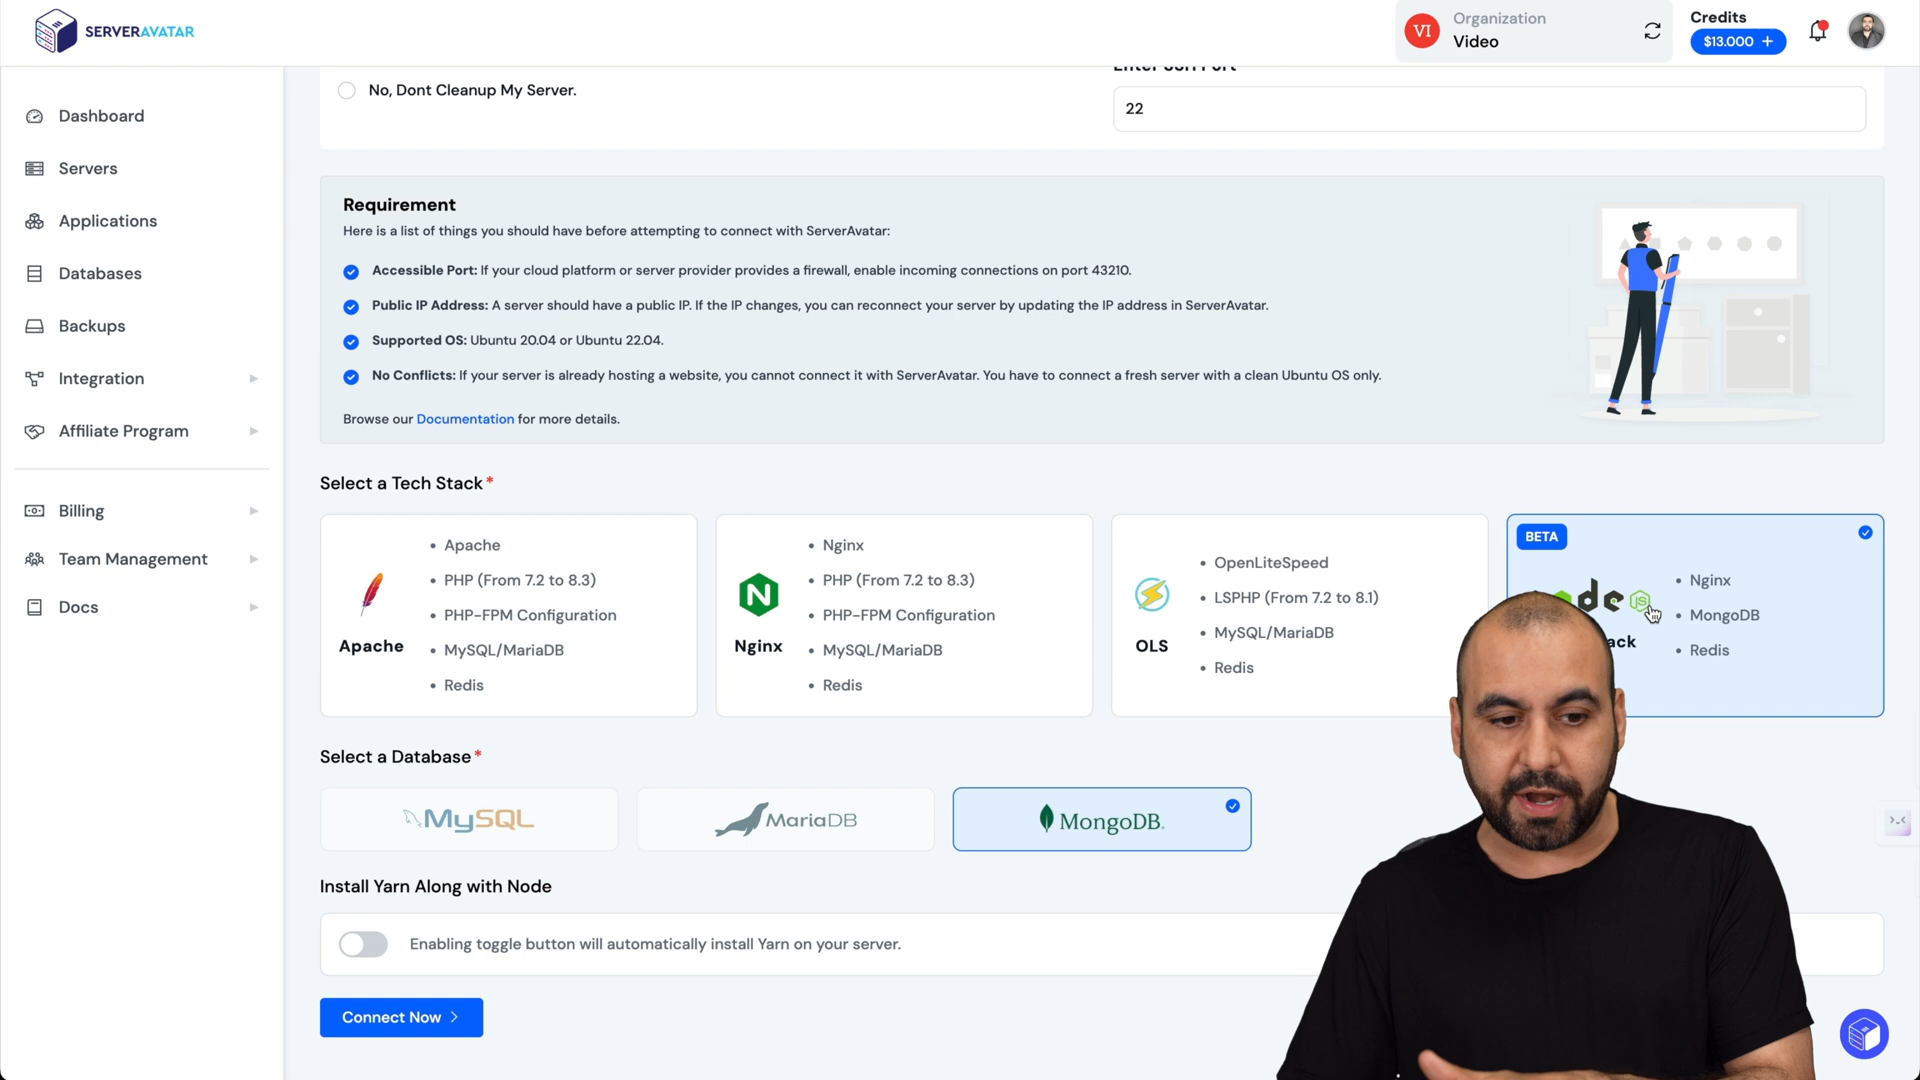 SERVERAVATAR
VI
Organization
Video
Credits
$13.000 +
Dashboard
Servers
Applications
Databases
Backups
Integration
Affiliate Program
Billing
Team Management
Docs
No, Dont Cleanup My Server.
Enter SSH Port
22
Requirement
Here is a list of things you should have before attempting to connect with ServerAvatar:
Accessible Port: If your cloud platform or server provider provides a firewall, enable incoming connections on port 43210.
Public IP Address: A server should have a public IP. If the IP changes, you can reconnect your server by updating the IP address in ServerAvatar.
Supported OS: Ubuntu 20.04 or Ubuntu 22.04.
No Conflicts: If your server is already hosting a website, you cannot connect it with ServerAvatar. You have to connect a fresh server with a clean Ubuntu OS only.
Browse our Documentation for more details.
Select a Tech Stack*
Apache
• Apache
• PHP (From 7.2 to 8.3)
• PHP-FPM Configuration
• MySQL/MariaDB
• Redis
N
Nginx
• Nginx
• PHP (From 7.2 to 8.3)
• PHP-FPM Configuration
• MySQL/MariaDB
• Redis
OLS
• OpenLiteSpeed
• LSPHP (From 7.2 to 8.1)
• MySQL/MariaDB
• Redis
BETA
de JS
ack
• Nginx
• MongoDB
• Redis
Select a Database*
MySQL
MariaDB
MongoDB.
Install Yarn Along with Node
Enabling toggle button will automatically install Yarn on your server.
Connect Now >